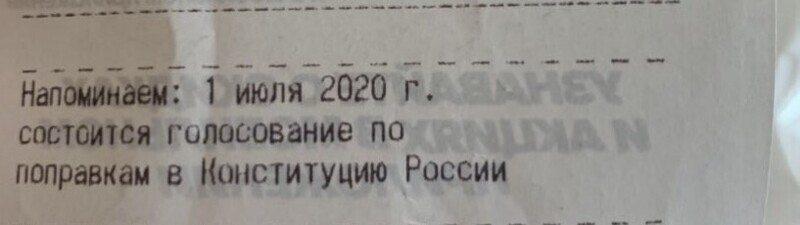 Напоминаем: 1 июля 2020 г.
состоится голосование по
поправкам в Конституцию России